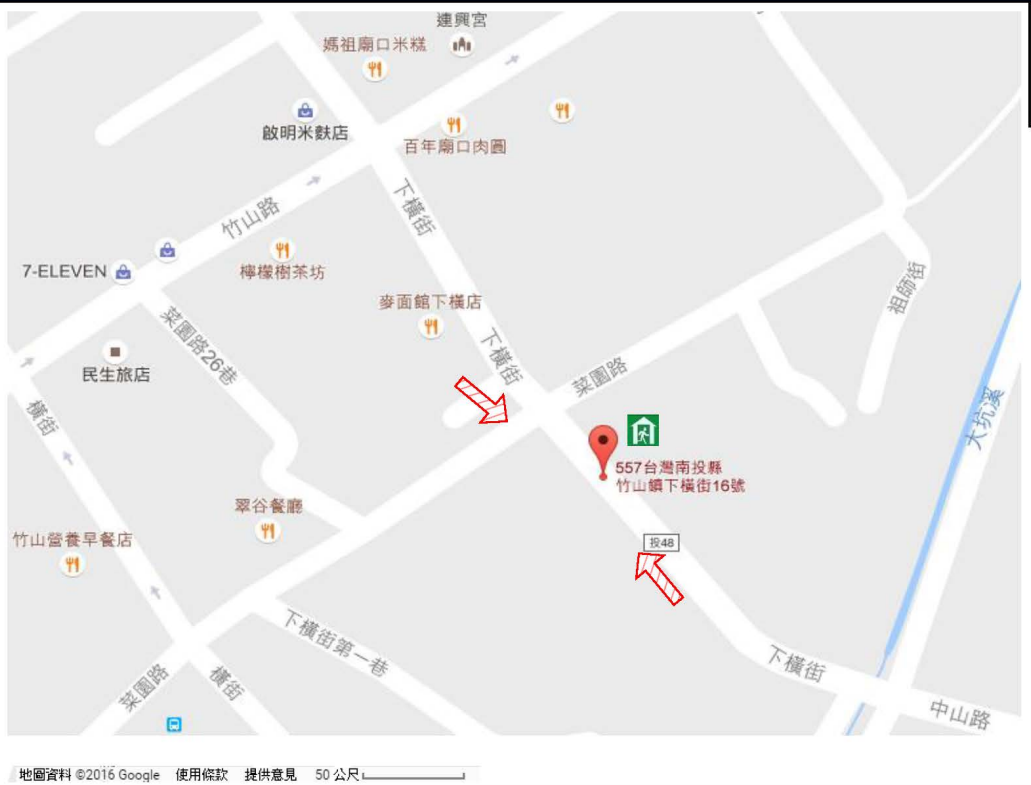 連興宮
媽祖廟口米糕
啟明米麩店
百年廟口肉圓
下橫街
竹山路
7-ELEVEN
檸檬樹茶坊
祖師街
麥面館下橫店
菜園路26巷
下橫街
民生旅店
菜園路
大坑溪
橫街
557台灣南投縣
竹山鎮下橫街16號
翠谷餐廳
竹山營養早餐店
投48
下橫街第一巷
下橫街
菜園路
橫街
中山路
地圖資料 ©2016 Google 使用條款 提供意見 50 公尺